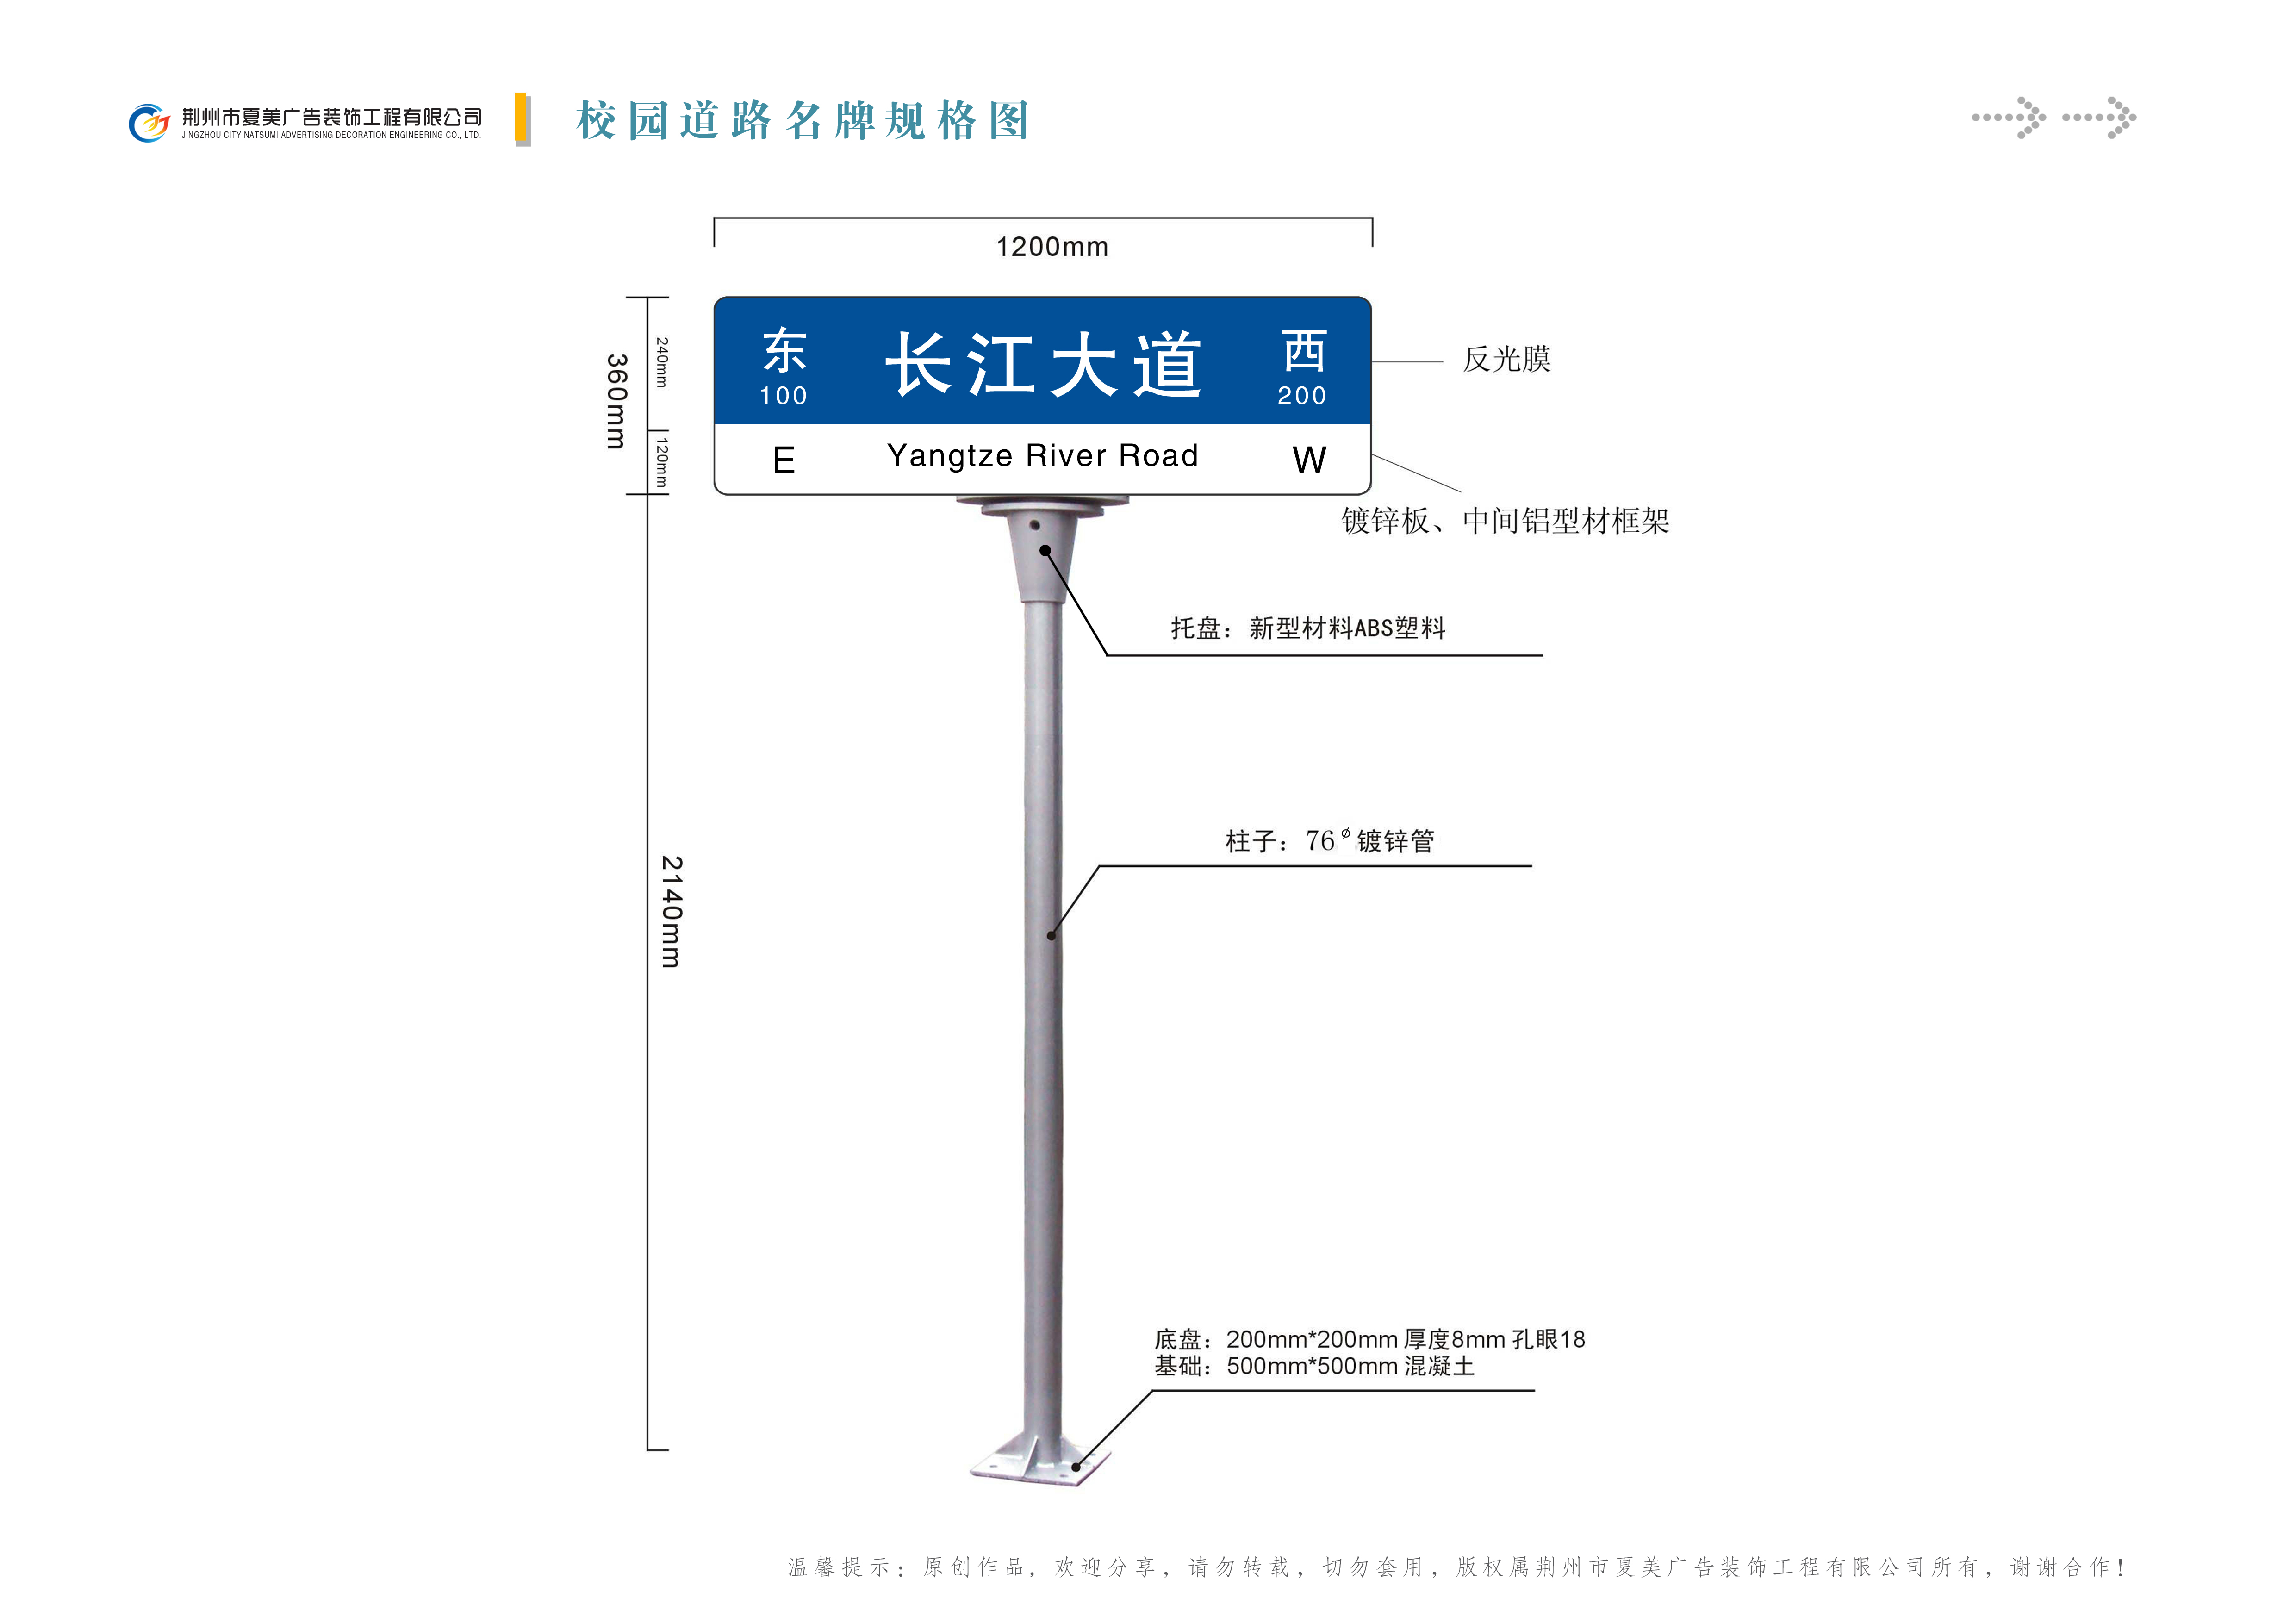 荆州市夏美广告装饰工程有限公司
JINGZHOU CITY NATSUMI ADVERTISING DECORATION ENGINEERING CO., LTD.
校园道路名牌规格图
1200mm
360mm
240mm
120mm
东 长江大道 西
100 200
E Yangtze River Road W
反光膜
镀锌板、中间铝型材框架
托盘：新型材料ABS塑料
柱子：76φ镀锌管
2140mm
底盘：200mm*200mm 厚度8mm 孔眼18
基础：500mm*500mm 混凝土
温馨提示：原创作品，欢迎分享，请勿转载，切勿套用，版权属荆州市夏美广告装饰工程有限公司所有，谢谢合作！